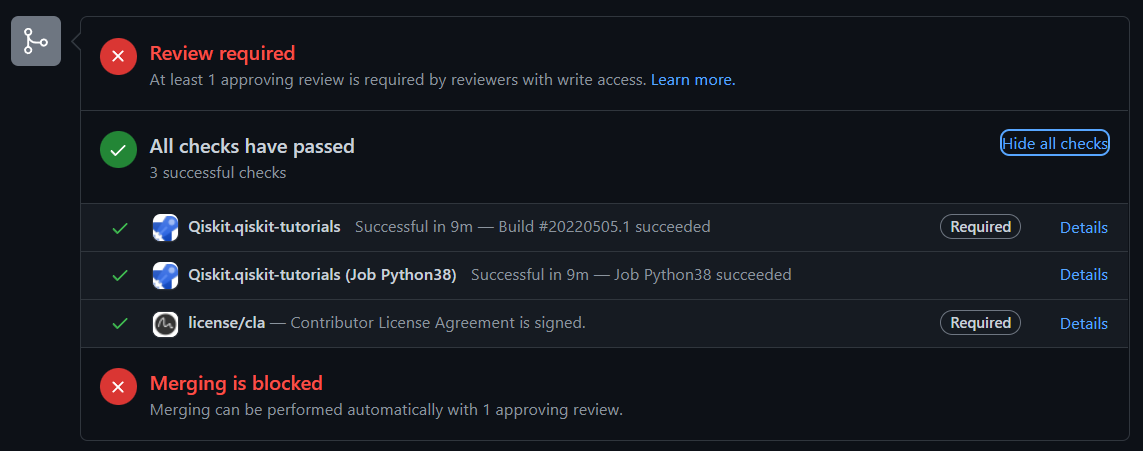 Review required
At least 1 approving review is required by reviewers with write access. Learn more.
All checks have passed
Hide all checks
3 successful checks
Qiskit.qiskit-tutorials Successful in 9m — Build #20220505.1 succeeded Required Details
Qiskit.qiskit-tutorials (Job Python38) Successful in 9m — Job Python38 succeeded Details
license/cla — Contributor License Agreement is signed. Required Details
Merging is blocked
Merging can be performed automatically with 1 approving review.